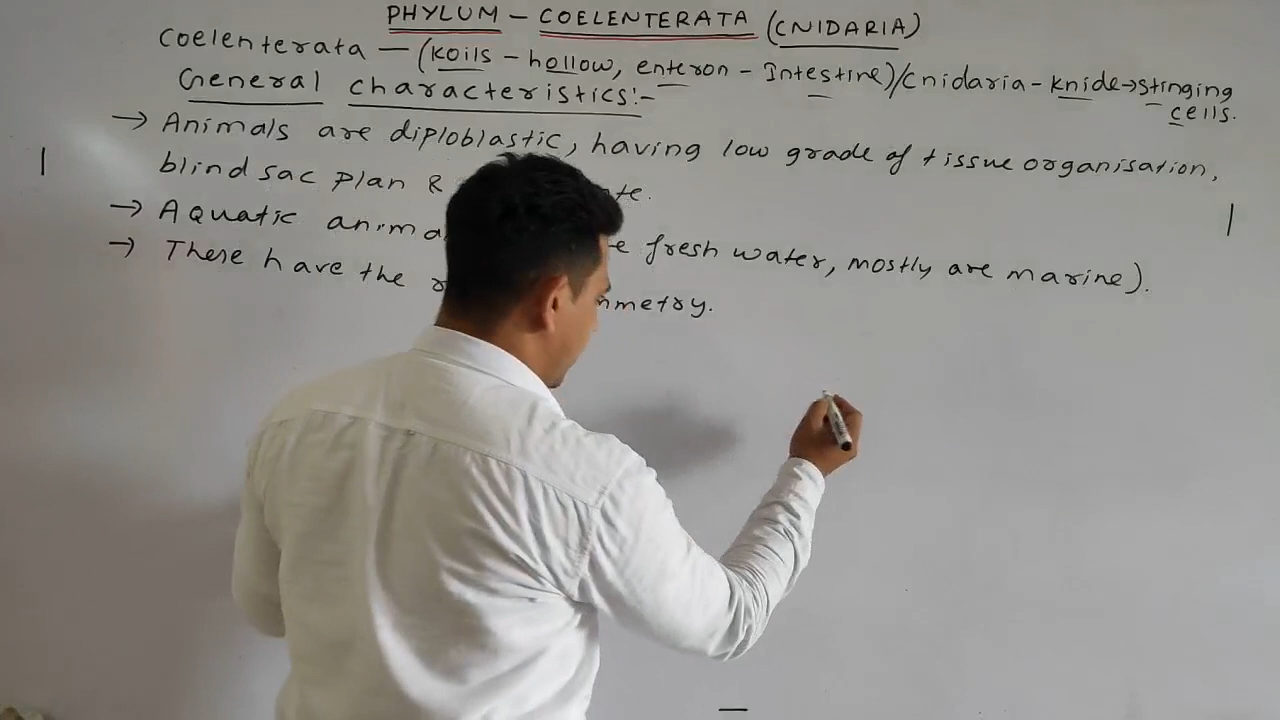 PHYLUM - COELENTERATA (CNIDARIA)
Coelenterata - (Koils - hollow, enteron - Intestine)/Cnidaria - Knide → stinging cells.
General Characteristics:-
→ Animals are diploblastic, having low grade of tissue organisation,
blind sac plan &
→ Aquatic fresh water, mostly are marine).
→ These have the